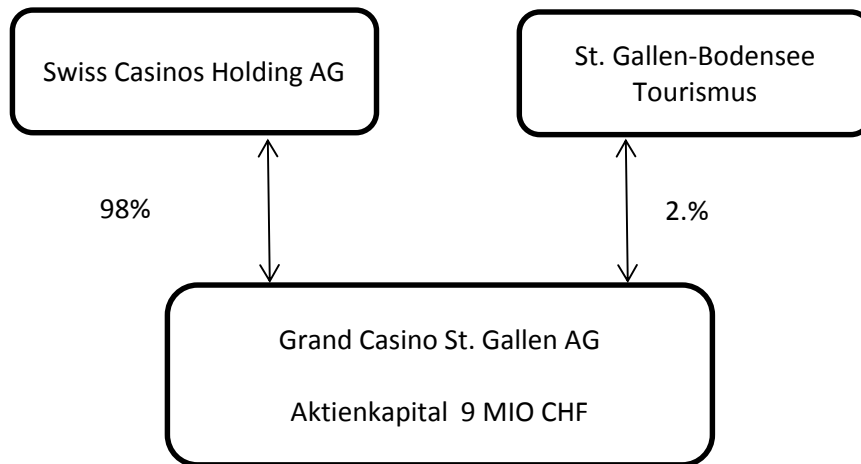 Swiss Casinos Holding AG
St. Gallen-Bodensee
Tourismus
98%
2.%
Grand Casino St. Gallen AG
Aktienkapital 9 MIO CHF